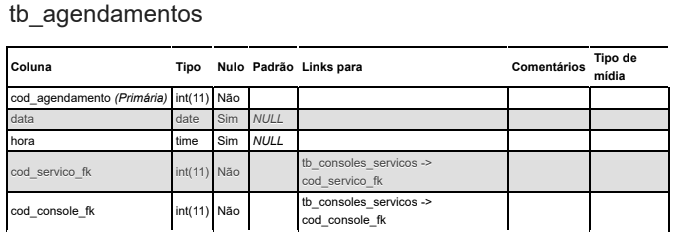 tb_agendamentos
Coluna Tipo Nulo Padrão Links para Comentários Tipo de
mídia
cod_agendamento (Primária) int(11) Não
data date Sim NULL
hora time Sim NULL
cod_servico_fk int(11) Não tb_consoles_servicos ->
cod_servico_fk
cod_console_fk int(11) Não tb_consoles_servicos ->
cod_console_fk